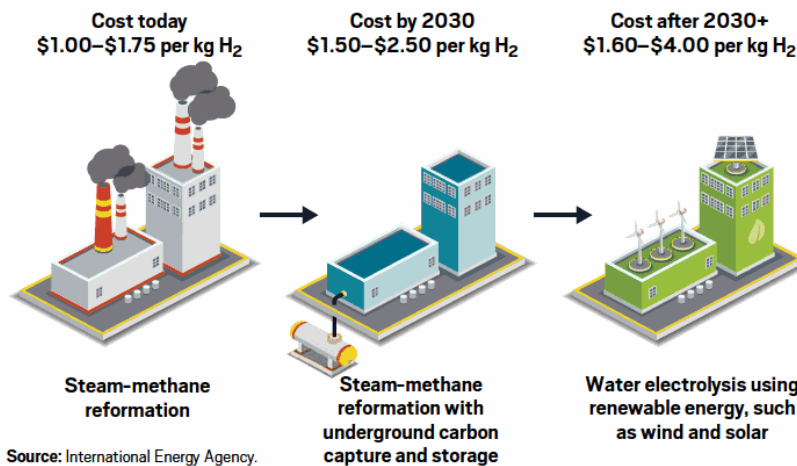 Cost today
$1.00–$1.75 per kg H₂
Cost by 2030
$1.50–$2.50 per kg H₂
Cost after 2030+
$1.60–$4.00 per kg H₂
Steam-methane
reformation
Steam-methane
reformation with
underground carbon
capture and storage
Water electrolysis using
renewable energy, such
as wind and solar
Source: International Energy Agency.